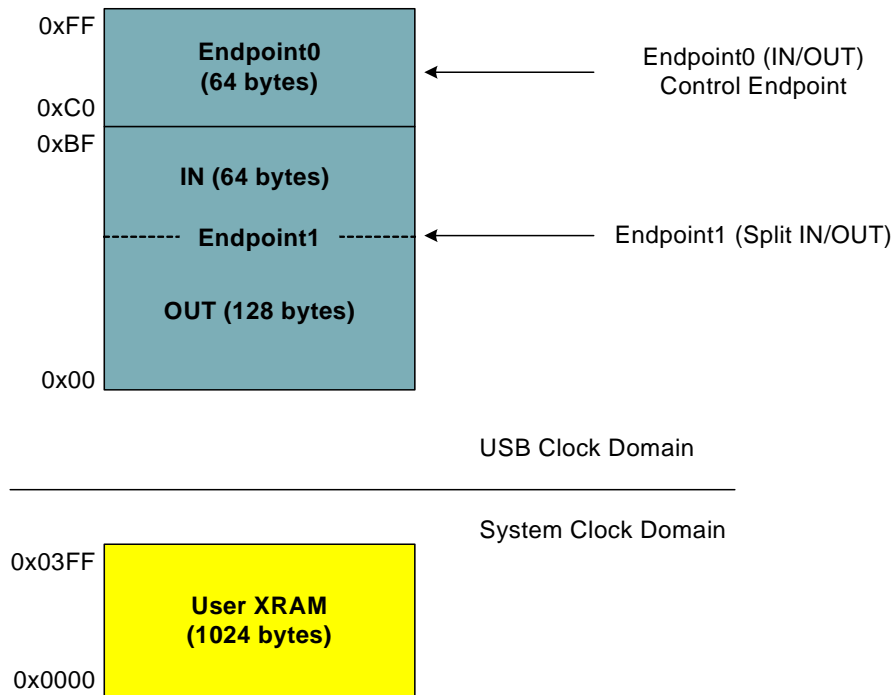 0xFF
Endpoint0
(64 bytes)
Endpoint0 (IN/OUT)
Control Endpoint
0xC0
0xBF
IN (64 bytes)
Endpoint1
Endpoint1 (Split IN/OUT)
OUT (128 bytes)
0x00
USB Clock Domain
System Clock Domain
0x03FF
User XRAM
(1024 bytes)
0x0000